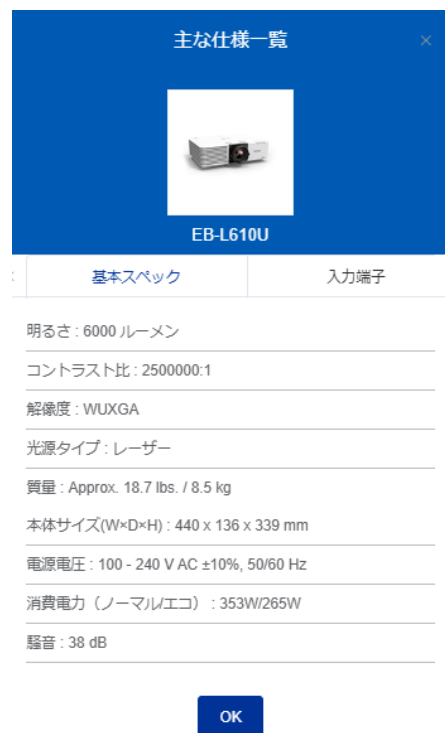 主な仕様一覧 ×
EB-L610U
基本スペック 入力端子
明るさ : 6000 ルーメン
コントラスト比 : 2500000:1
解像度 : WUXGA
光源タイプ : レーザー
質量 : Approx. 18.7 lbs. / 8.5 kg
本体サイズ(W×D×H) : 440 x 136 x 339 mm
電源電圧 : 100 - 240 V AC ±10%, 50/60 Hz
消費電力（ノーマル/エコ） : 353W/265W
騒音 : 38 dB
OK